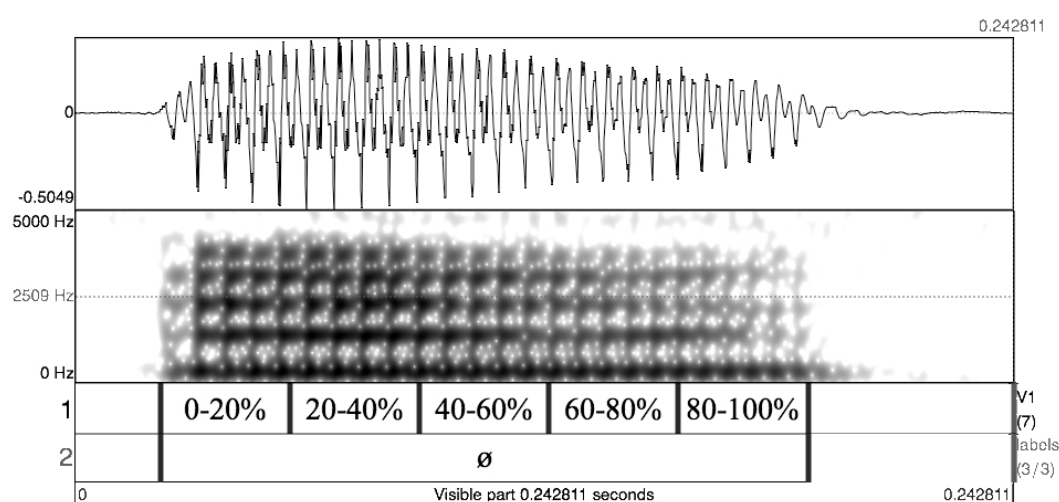 0.242811
0
-0.5049
5000 Hz
2509 Hz
0 Hz
1 0-20% 20-40% 40-60% 60-80% 80-100% V1
(7)
2 ø labels
(3/3)
0 Visible part 0.242811 seconds 0.242811